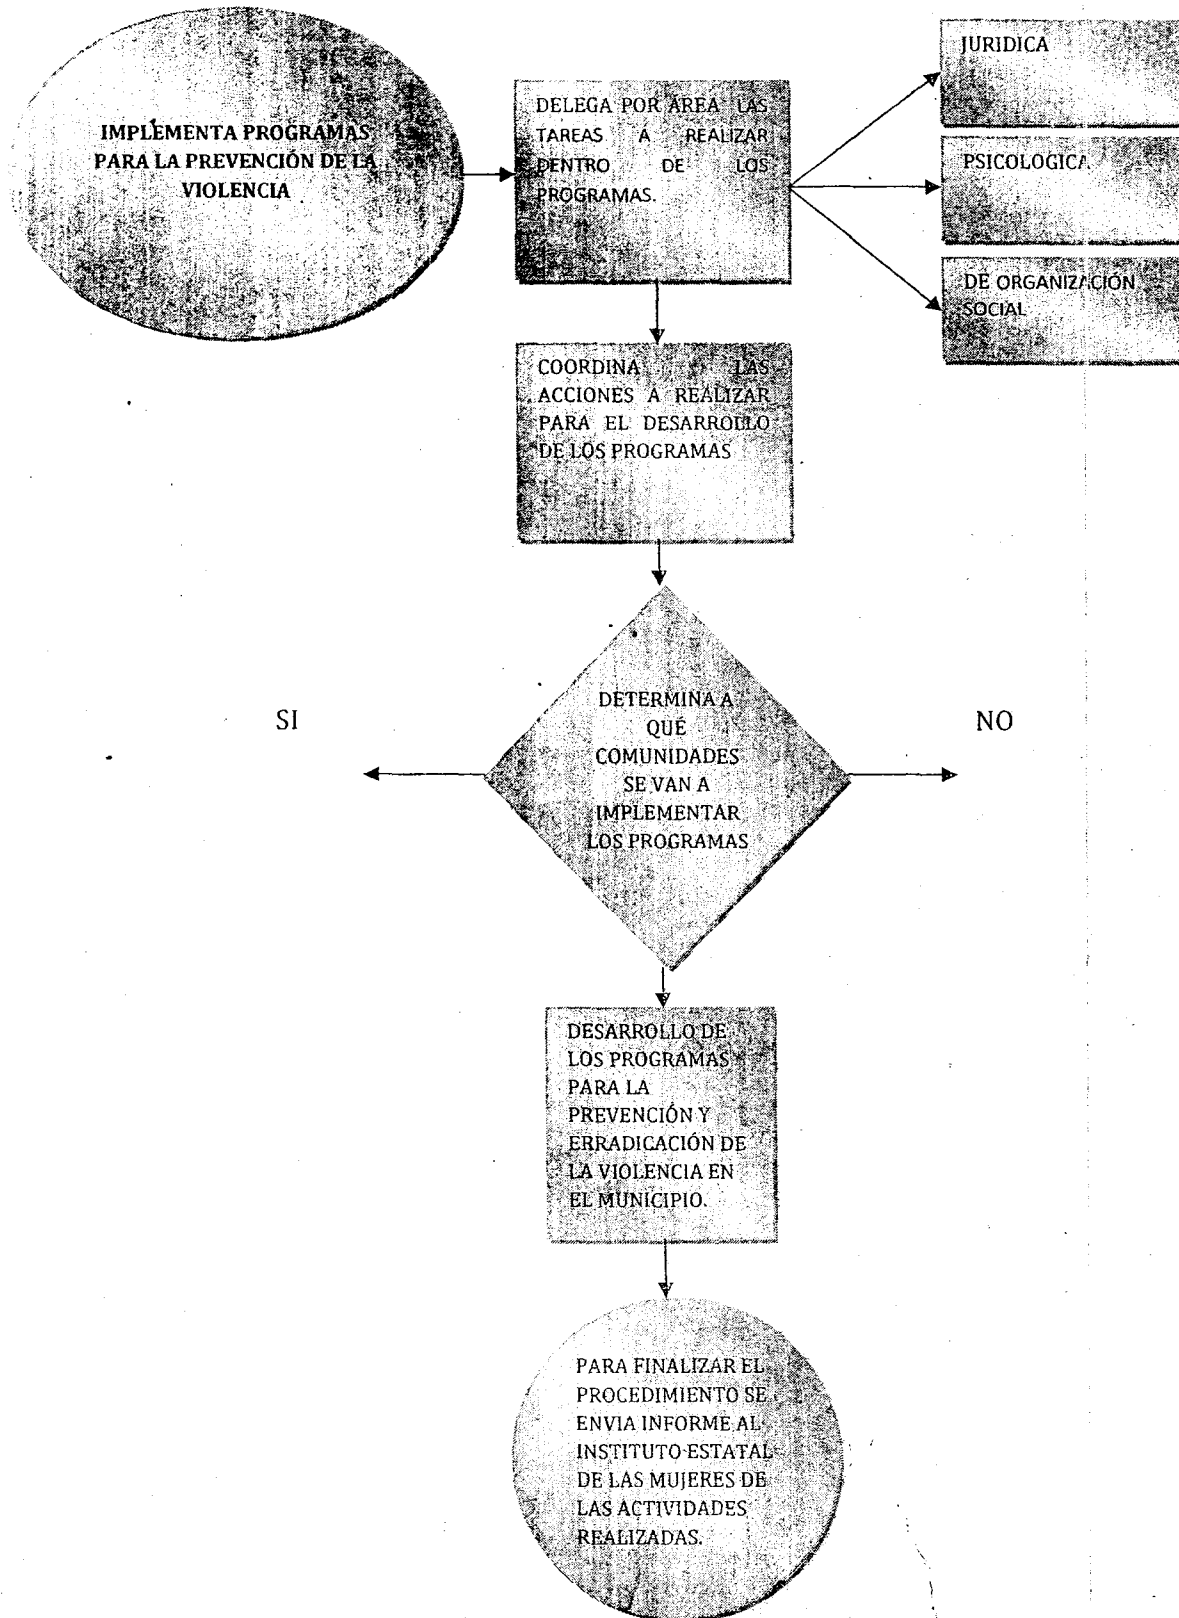 IMPLEMENTA PROGRAMAS
PARA LA PREVENCIÓN DE LA
VIOLENCIA
DELEGA POR ÁREA LAS
TAREAS A REALIZAR
DENTRO DE LOS
PROGRAMAS.
JURIDICA
PSICOLOGICA
DE ORGANIZACIÓN
SOCIAL
COORDINA LAS
ACCIONES A REALIZAR
PARA EL DESARROLLO
DE LOS PROGRAMAS
DETERMINA A
QUÉ
COMUNIDADES
SE VAN A
IMPLEMENTAR
LOS PROGRAMAS
SI
NO
DESARROLLO DE
LOS PROGRAMAS
PARA LA
PREVENCIÓN Y
ERRADICACIÓN DE
LA VIOLENCIA EN
EL MUNICIPIO.
PARA FINALIZAR EL
PROCEDIMIENTO SE
ENVIA INFORME AL
INSTITUTO ESTATAL
DE LAS MUJERES DE
LAS ACTIVIDADES
REALIZADAS.